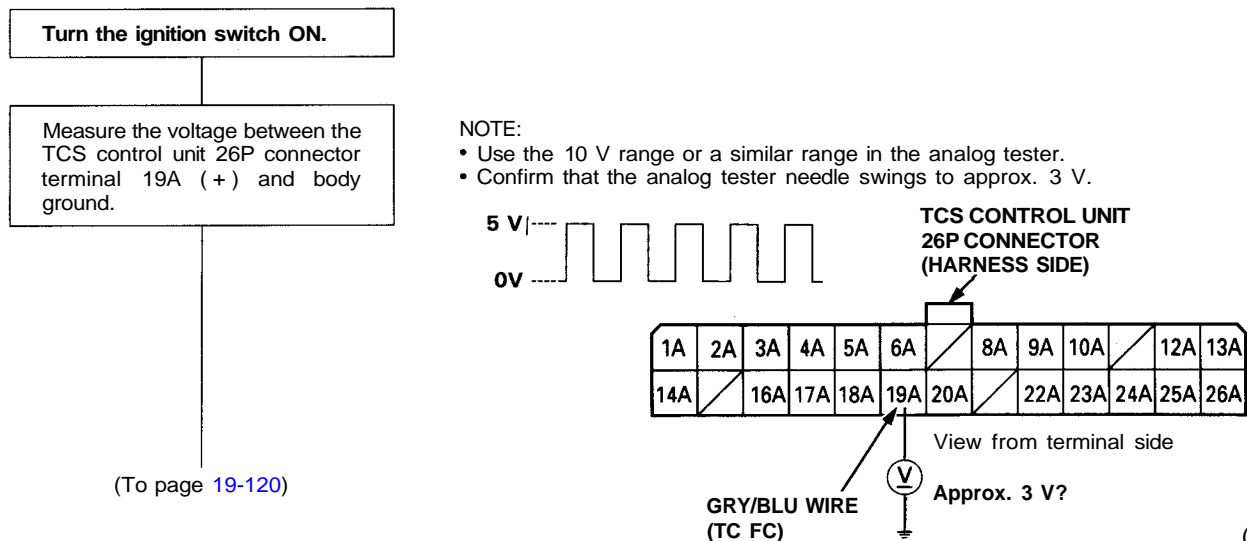 Turn the ignition switch ON.
Measure the voltage between the
TCS control unit 26P connector
terminal 19A (+) and body
ground.
(To page 19-120)
NOTE:
• Use the 10 V range or a similar range in the analog tester.
• Confirm that the analog tester needle swings to approx. 3 V.
5 V
0V
TCS CONTROL UNIT
26P CONNECTOR
(HARNESS SIDE)
1A 2A 3A 4A 5A 6A 8A 9A 10A 12A 13A
14A 16A 17A 18A 19A 20A 22A 23A 24A 25A 26A
View from terminal side
V
Approx. 3 V?
GRY/BLU WIRE
(TC FC)